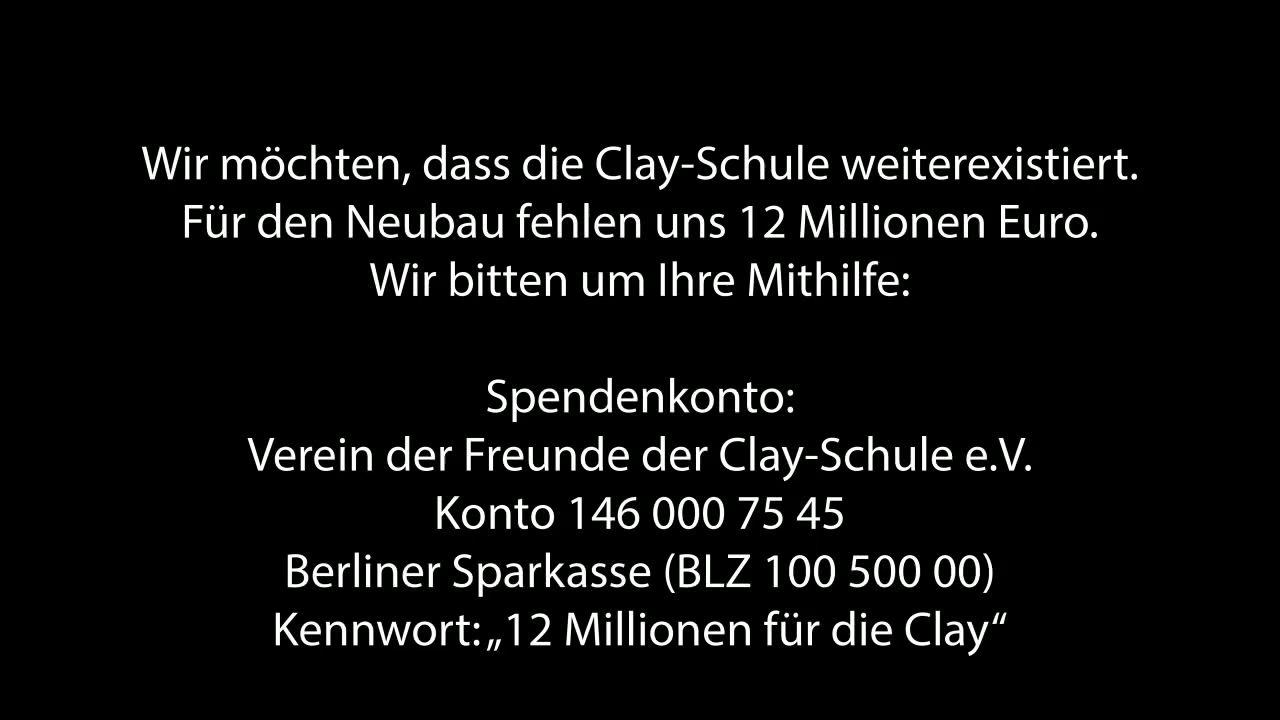 Wir möchten, dass die Clay-Schule weiterexistiert.
Für den Neubau fehlen uns 12 Millionen Euro.
Wir bitten um Ihre Mithilfe:
Spendenkonto:
Verein der Freunde der Clay-Schule e.V.
Konto 146 000 75 45
Berliner Sparkasse (BLZ 100 500 00)
Kennwort: „12 Millionen für die Clay“